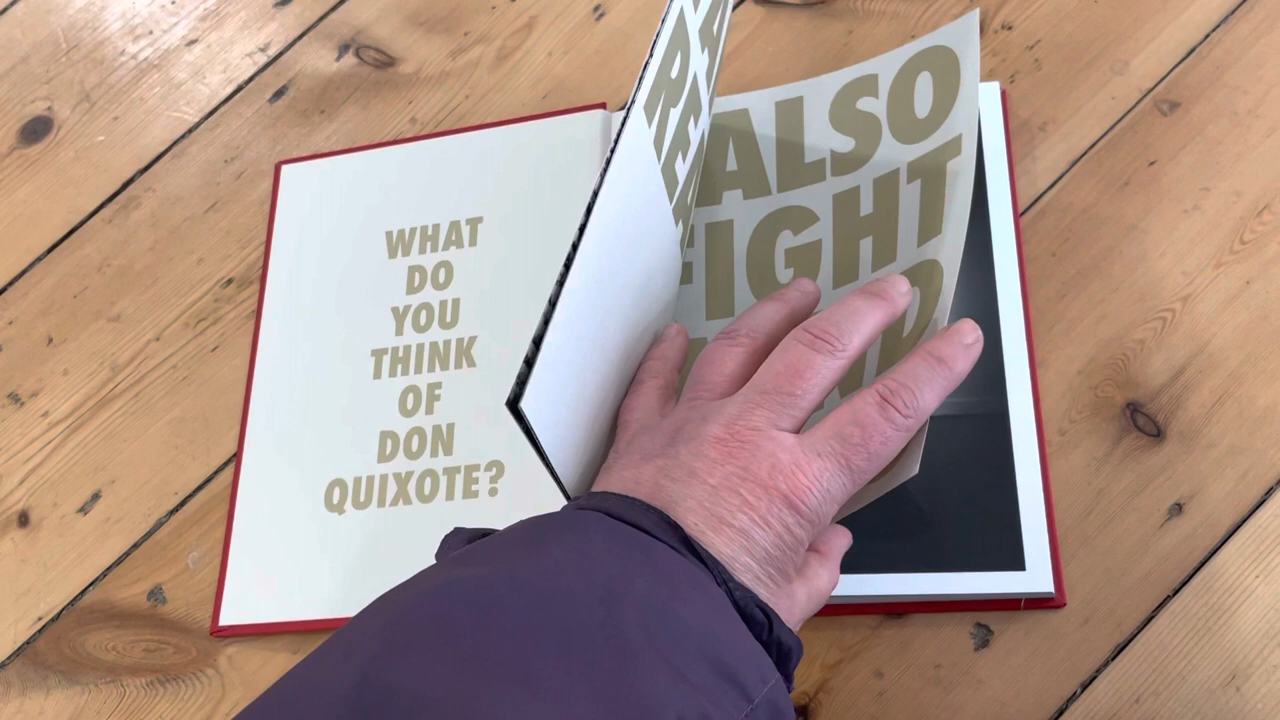 WHAT
DO
YOU
THINK
OF
DON
QUIXOTE?
ALSO
FIGHT